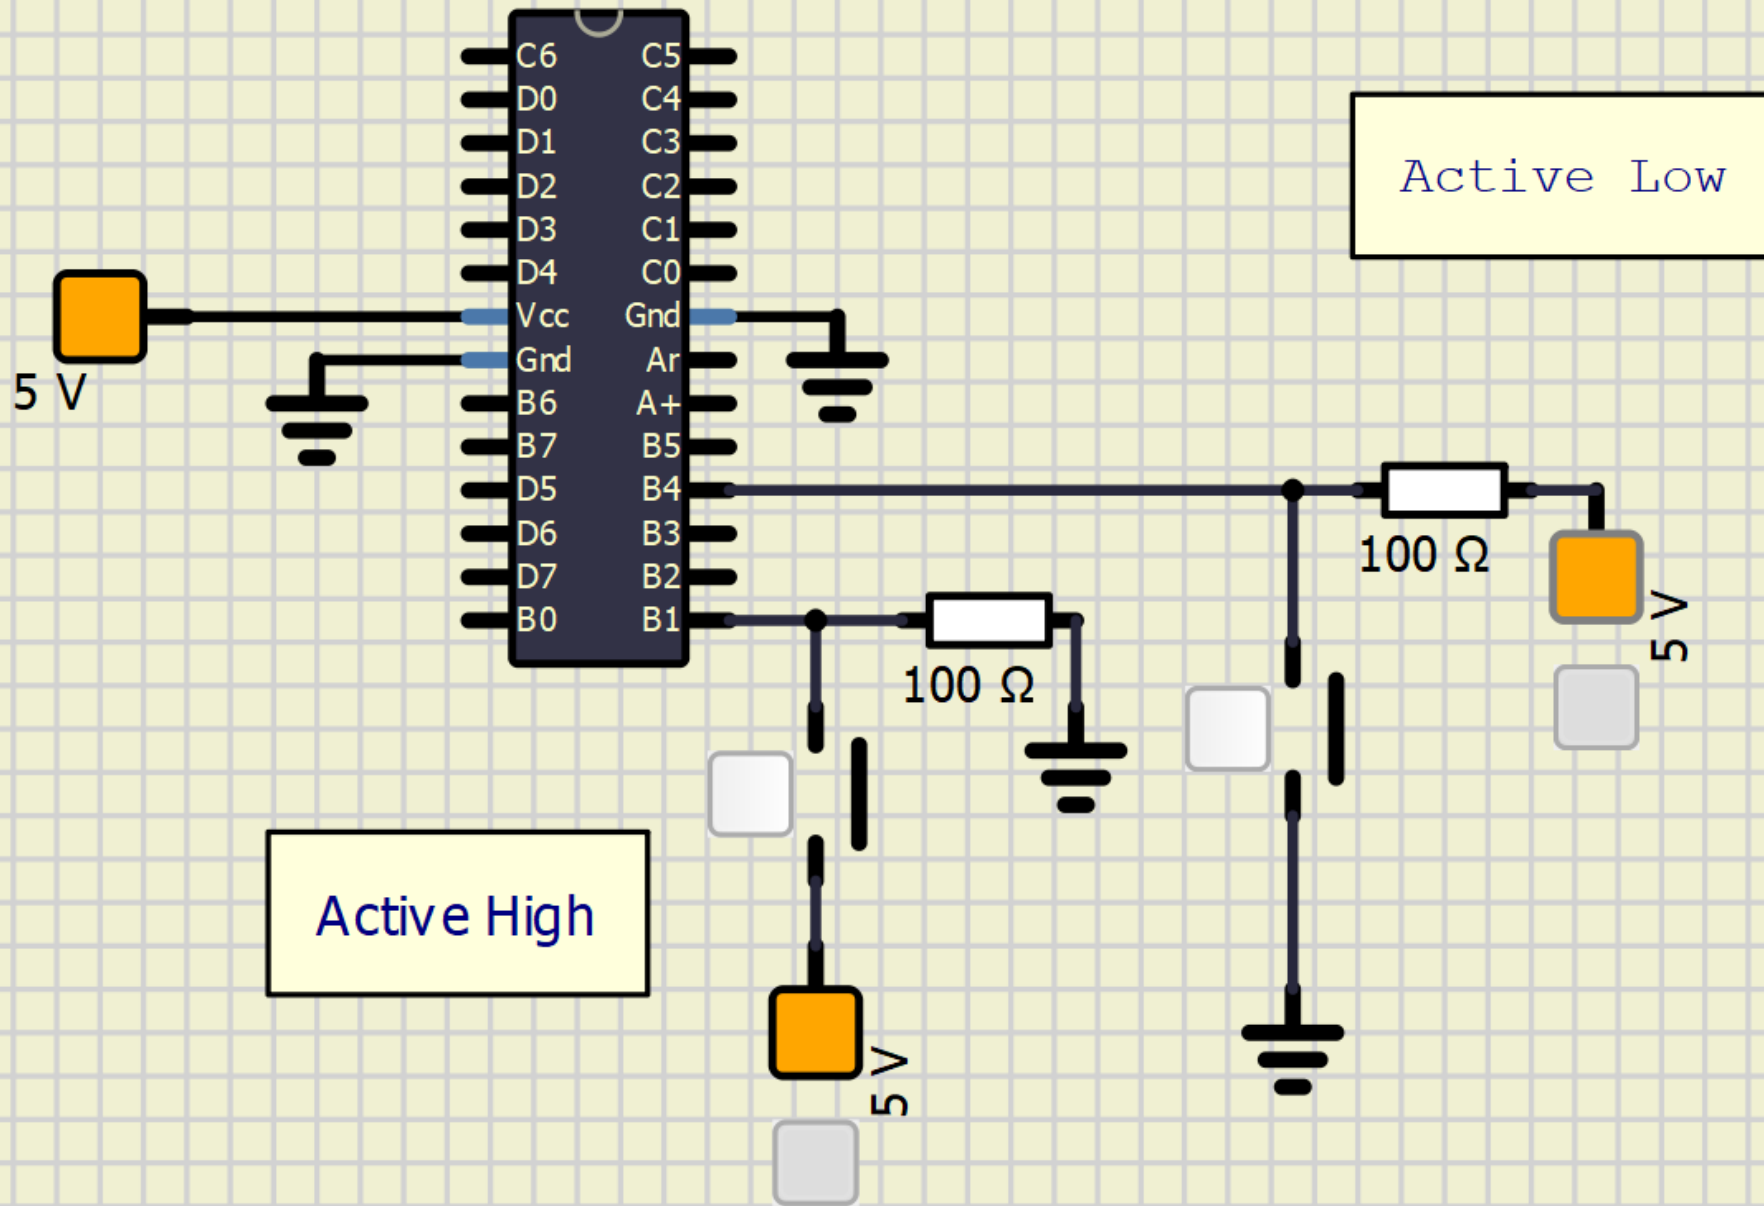 C6 C5
D0 C4
D1 C3
D2 C2
D3 C1
D4 C0
Vcc Gnd
Gnd Ar
B6 A+
B7 B5
D5 B4
D6 B3
D7 B2
B0 B1
5 V
Active Low
100 Ω
5 V
100 Ω
Active High
5 V